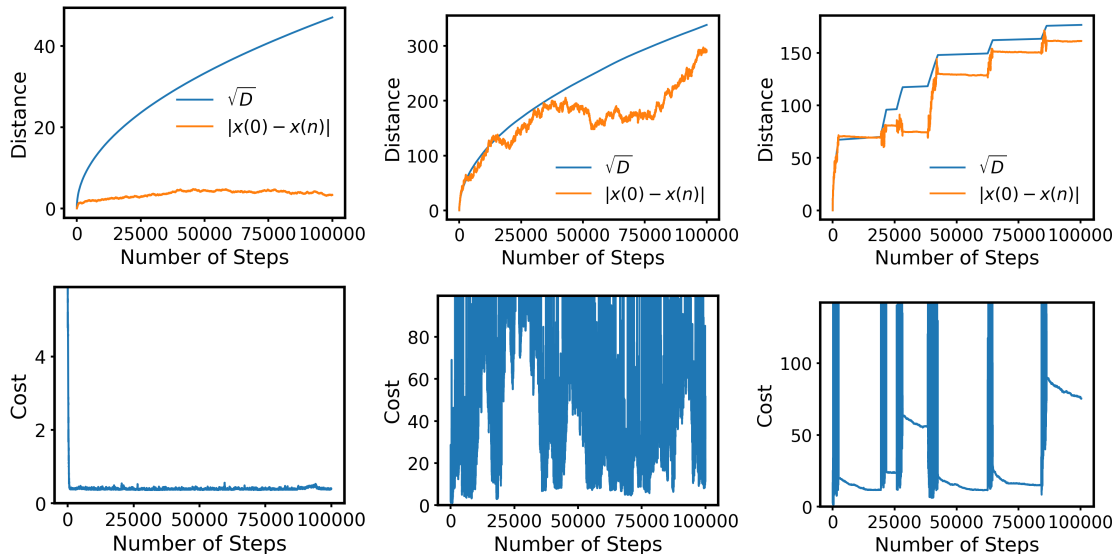 Distance
40
20
0
√D
|x(0) − x(n)|
0 25000 50000 75000 100000
Number of Steps
Distance
300
200
100
0
√D
|x(0) − x(n)|
0 25000 50000 75000 100000
Number of Steps
Distance
150
100
50
0
√D
|x(0) − x(n)|
0 25000 50000 75000 100000
Number of Steps
Cost
4
2
0
0 25000 50000 75000 100000
Number of Steps
Cost
80
60
40
20
0
0 25000 50000 75000 100000
Number of Steps
Cost
100
50
0
0 25000 50000 75000 100000
Number of Steps